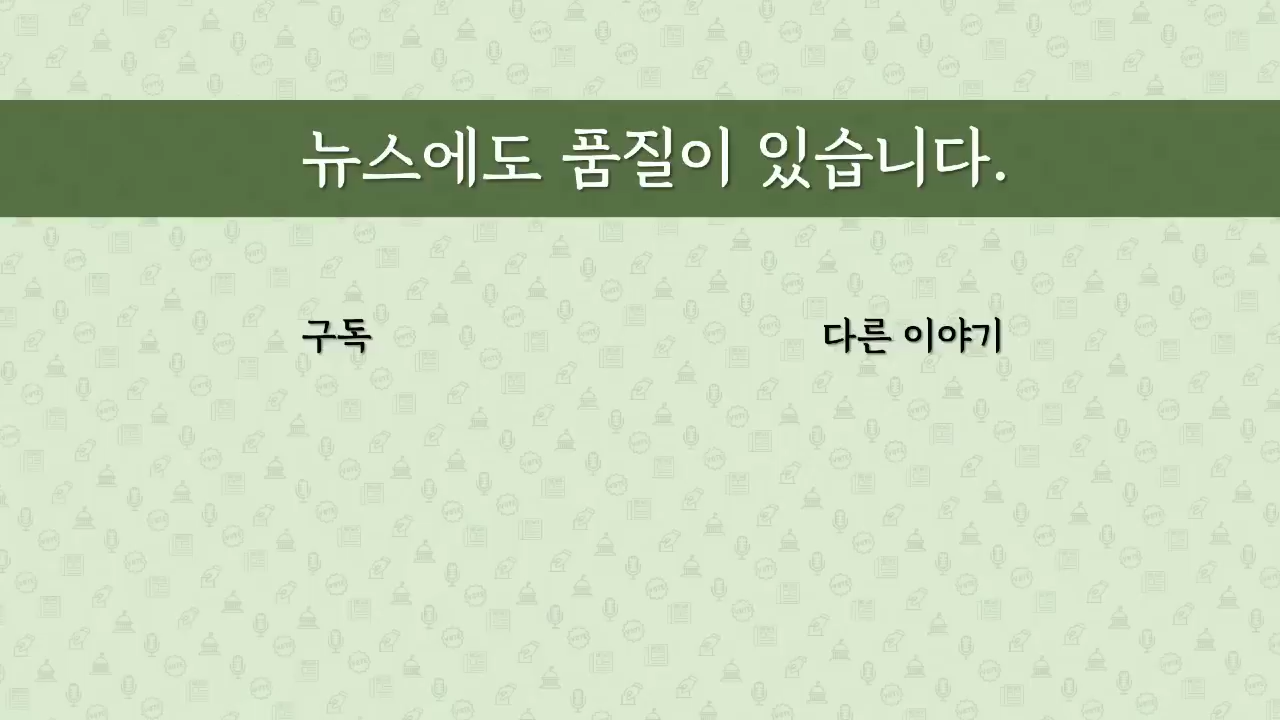 뉴스에도 품질이 있습니다.
구독
다른 이야기